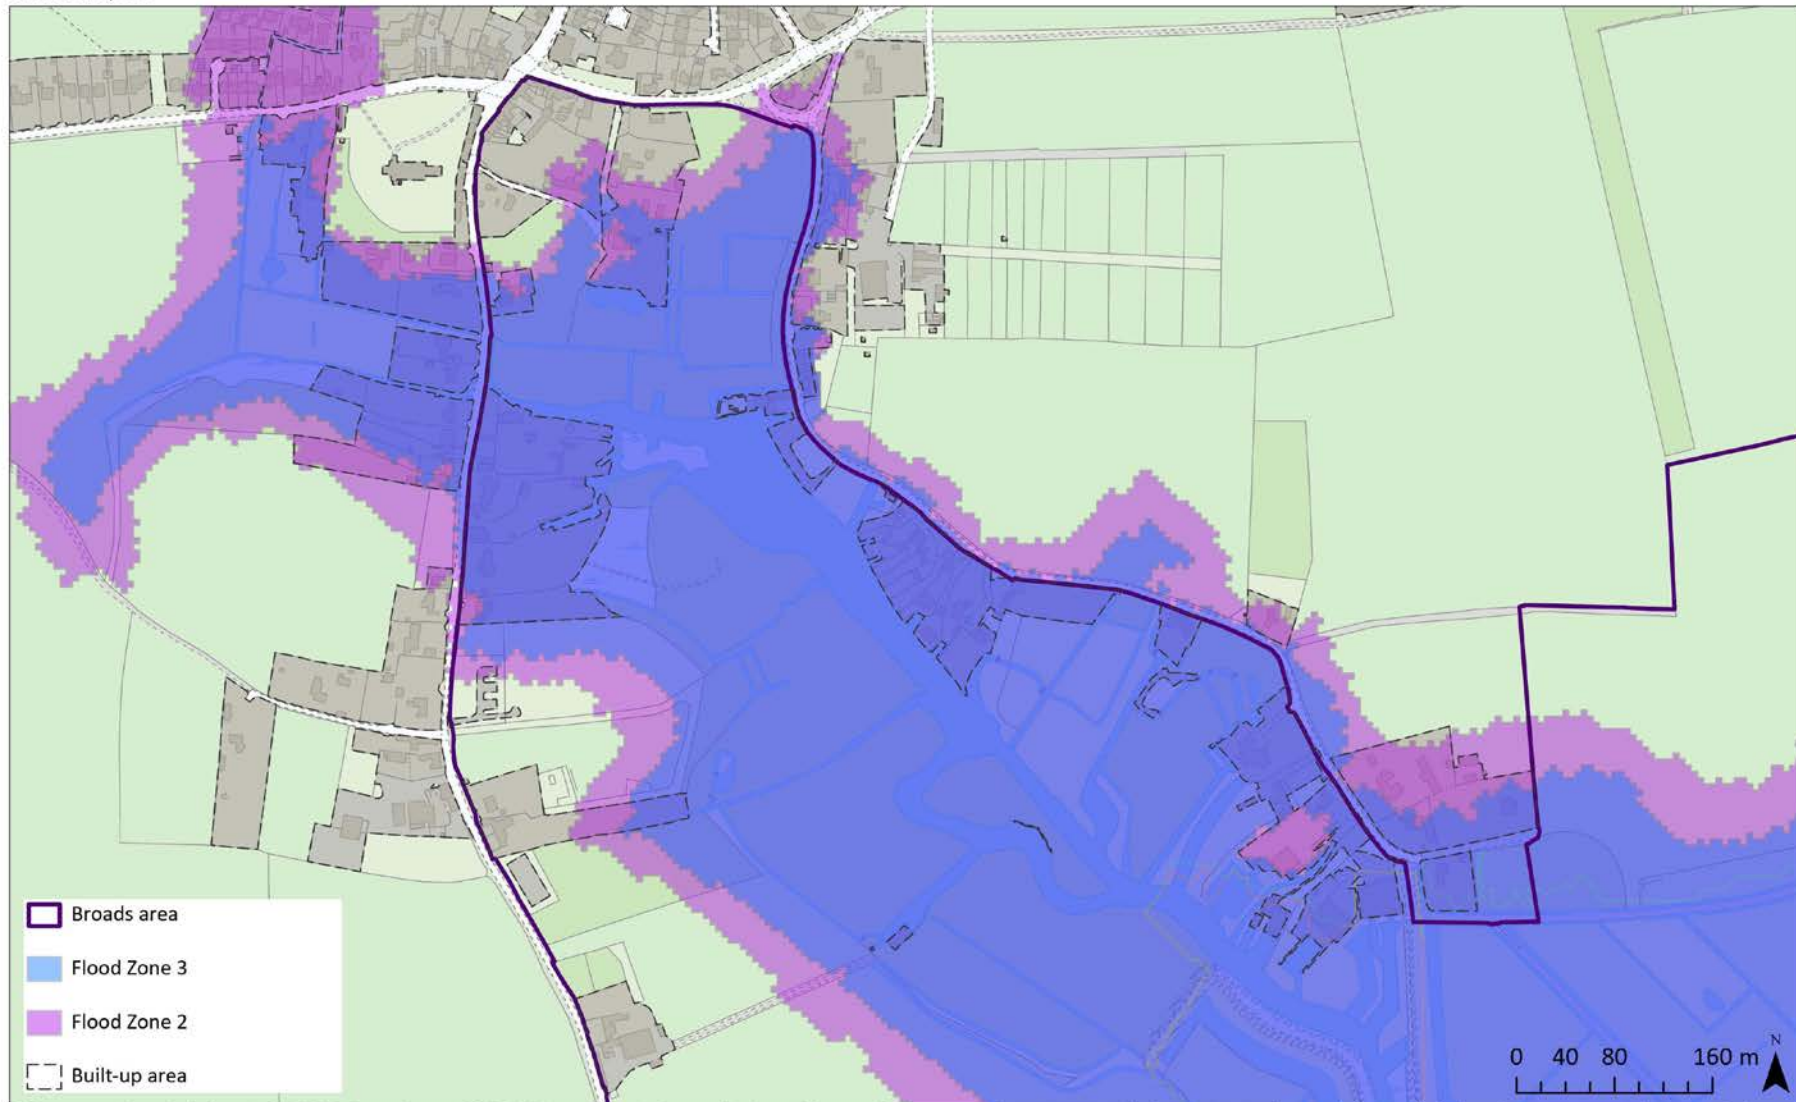 Broads area
Flood Zone 3
Flood Zone 2
Built-up area
0 40 80 160 m
N